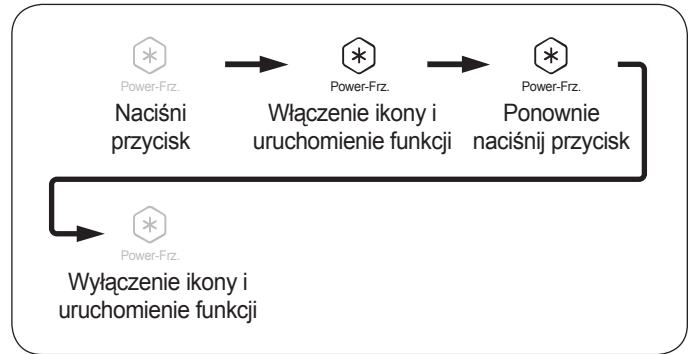 Power-Frz.
Naciśni
przycisk
Power-Frz.
Włączenie ikony i
uruchomienie funkcji
Power-Frz.
Ponownie
naciśnij przycisk
Power-Frz.
Wyłączenie ikony i
uruchomienie funkcji